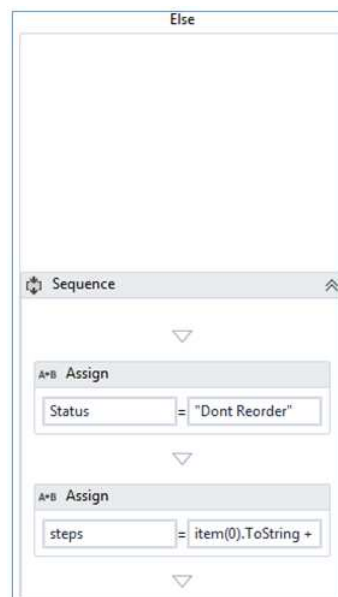 Else
Sequence
A+B Assign
Status = "Dont Reorder"
A+B Assign
steps = item(0).ToString +